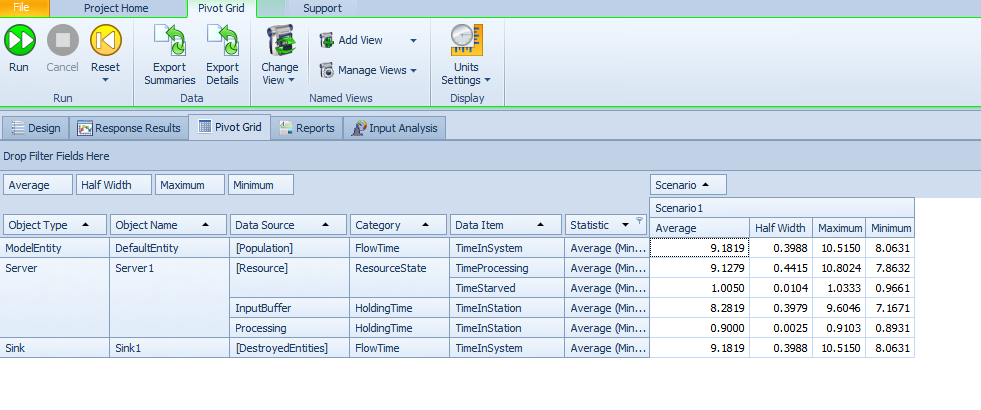 File Project Home Pivot Grid Support
Run Cancel Reset Export Summaries Export Details Change View Add View Manage Views Units Settings
Run Data Named Views Display
Design Response Results Pivot Grid Reports Input Analysis
Drop Filter Fields Here
Average Half Width Maximum Minimum Scenario
Scenario1
Object Type Object Name Data Source Category Data Item Statistic Average Half Width Maximum Minimum
ModelEntity DefaultEntity [Population] FlowTime TimeInSystem Average (Min... 9.1819 0.3988 10.5150 8.0631
Server Server1 [Resource] ResourceState TimeProcessing Average (Min... 9.1279 0.4415 10.8024 7.8632
TimeStarved Average (Min... 1.0050 0.0104 1.0333 0.9661
InputBuffer HoldingTime TimeInStation Average (Min... 8.2819 0.3979 9.6046 7.1671
Processing HoldingTime TimeInStation Average (Min... 0.9000 0.0025 0.9103 0.8931
Sink Sink1 [DestroyedEntities] FlowTime TimeInSystem Average (Min... 9.1819 0.3988 10.5150 8.0631